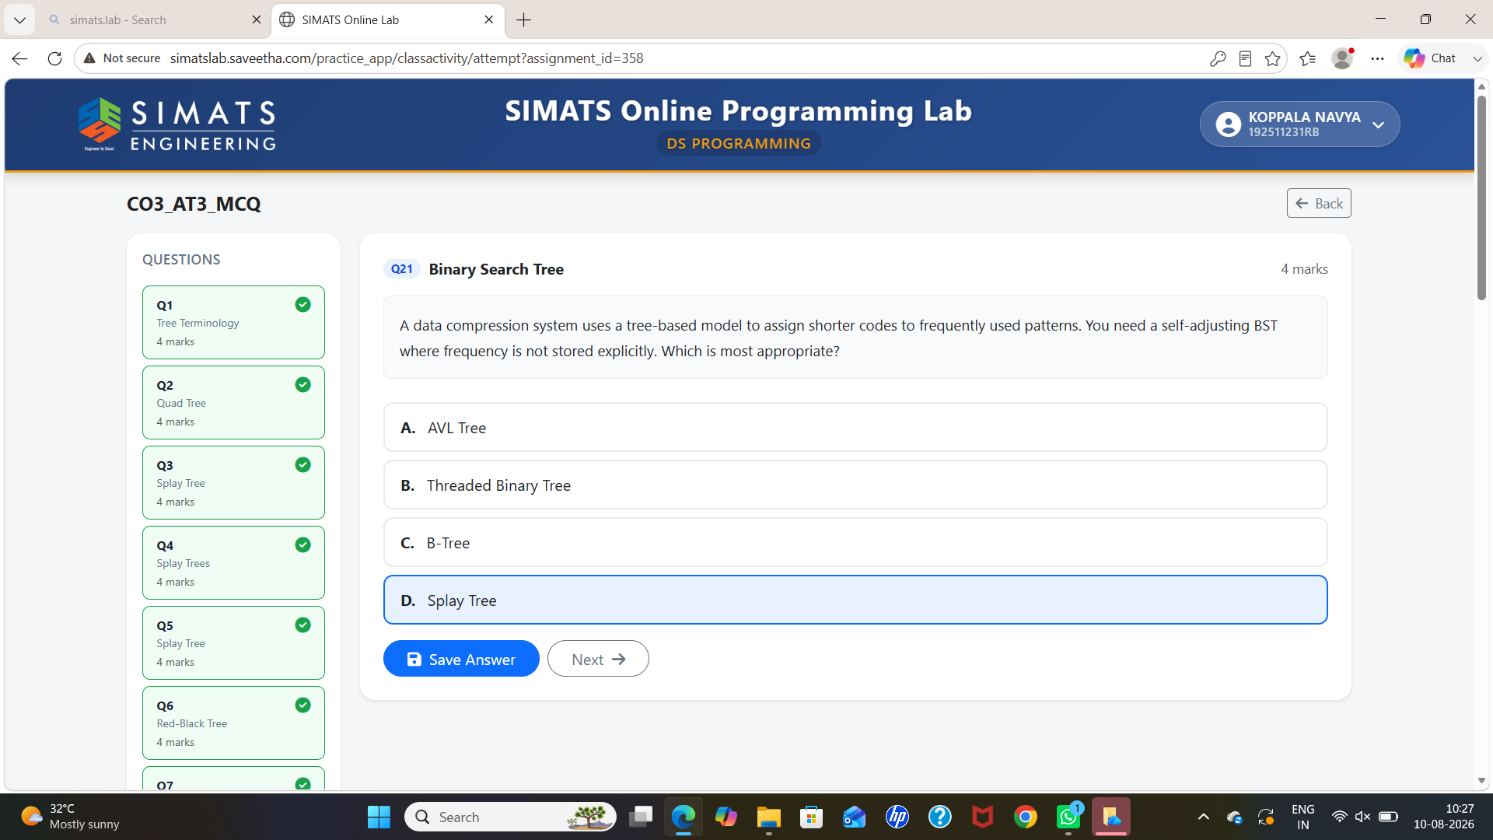 simats.lab - Search
SIMATS Online Lab
Not secure simatslab.saveetha.com/practice_app/classactivity/attempt?assignment_id=358
Chat
SIMATS
ENGINEERING
SIMATS Online Programming Lab
DS PROGRAMMING
KOPPALA NAVYA
192511231RB
CO3_AT3_MCQ
Back
QUESTIONS
Q1
Tree Terminology
4 marks
Q2
Quad Tree
4 marks
Q3
Splay Tree
4 marks
Q4
Splay Trees
4 marks
Q5
Splay Tree
4 marks
Q6
Red-Black Tree
4 marks
Q7
Q21 Binary Search Tree
4 marks
A data compression system uses a tree-based model to assign shorter codes to frequently used patterns. You need a self-adjusting BST
where frequency is not stored explicitly. Which is most appropriate?
A. AVL Tree
B. Threaded Binary Tree
C. B-Tree
D. Splay Tree
Save Answer
Next
32°C
Mostly sunny
Search
hp
1
ENG
IN
10:27
10-08-2026